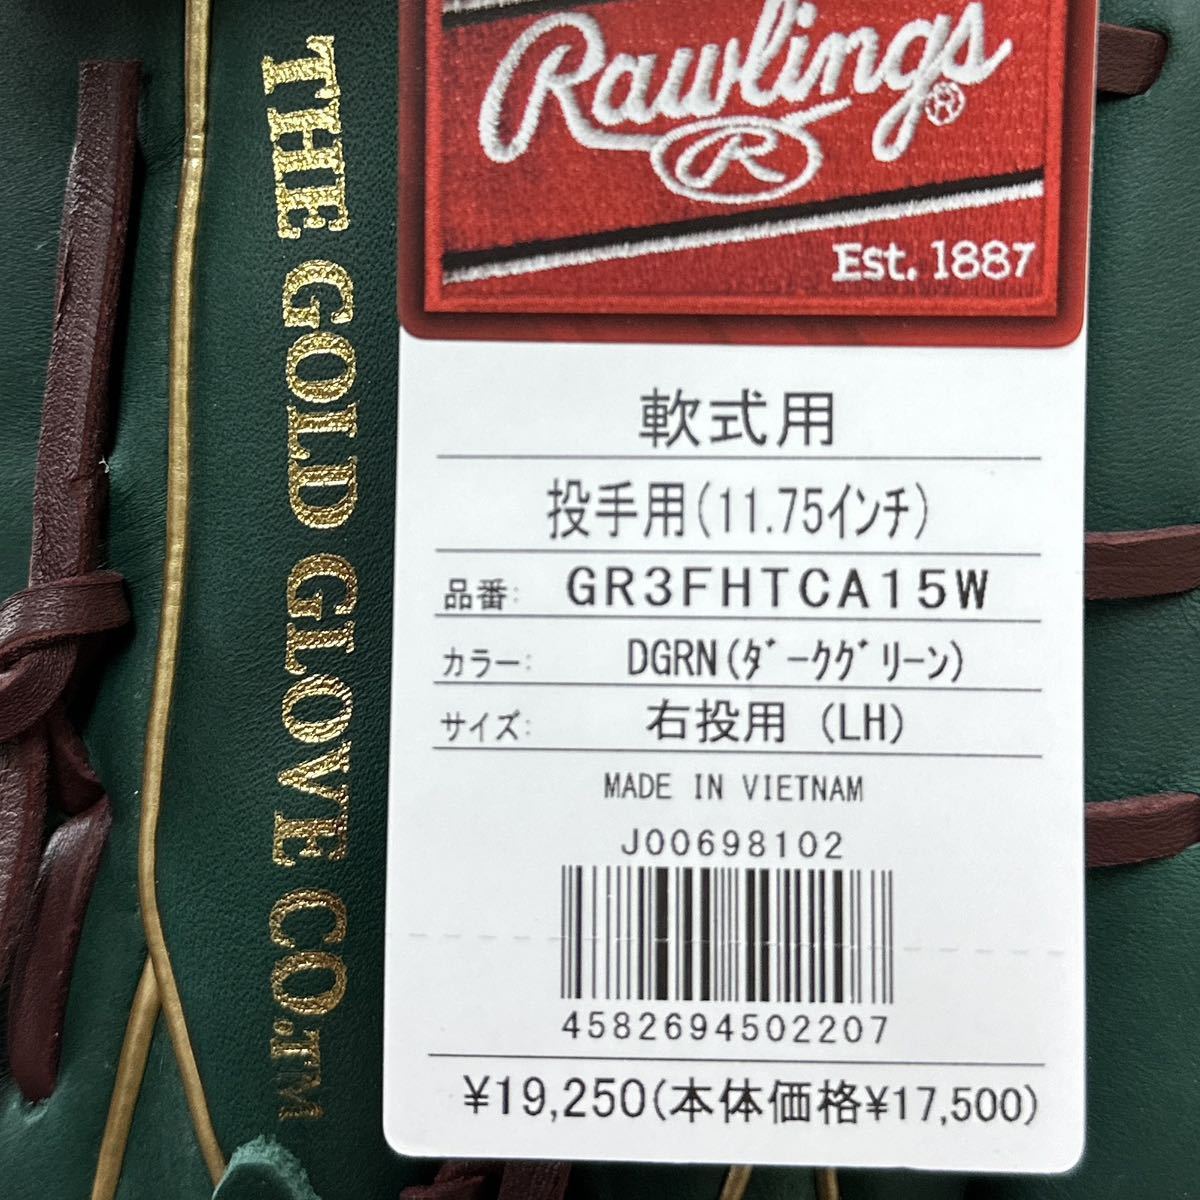 THE GOLD GLOVE CO.™
Rawlings®
R
Est. 1887
軟式用
投手用(11.75インチ)
品番: GR3FHTCA15W
カラー: DGRN(ダークグリーン)
サイズ: 右投用 (LH)
MADE IN VIETNAM
J00698102
4582694502207
¥19,250(本体価格¥17,500)